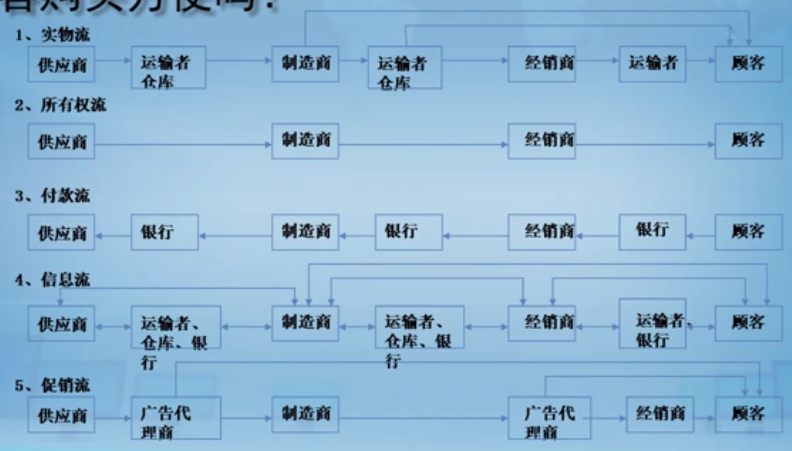 者购买方便吗?
1、实物流
供应商 运输者 制造商 运输者 经销商 运输者 顾客
仓库 仓库
2、所有权流
供应商 制造商 经销商 顾客
3、付款流
供应商 银行 制造商 银行 经销商 银行 顾客
4、信息流
供应商 运输者、 制造商 运输者、 经销商 运输者、 顾客
仓库、银 仓库、银 银行
行 行
5、促销流
供应商 广告代 制造商 广告代 经销商 顾客
理商 理商